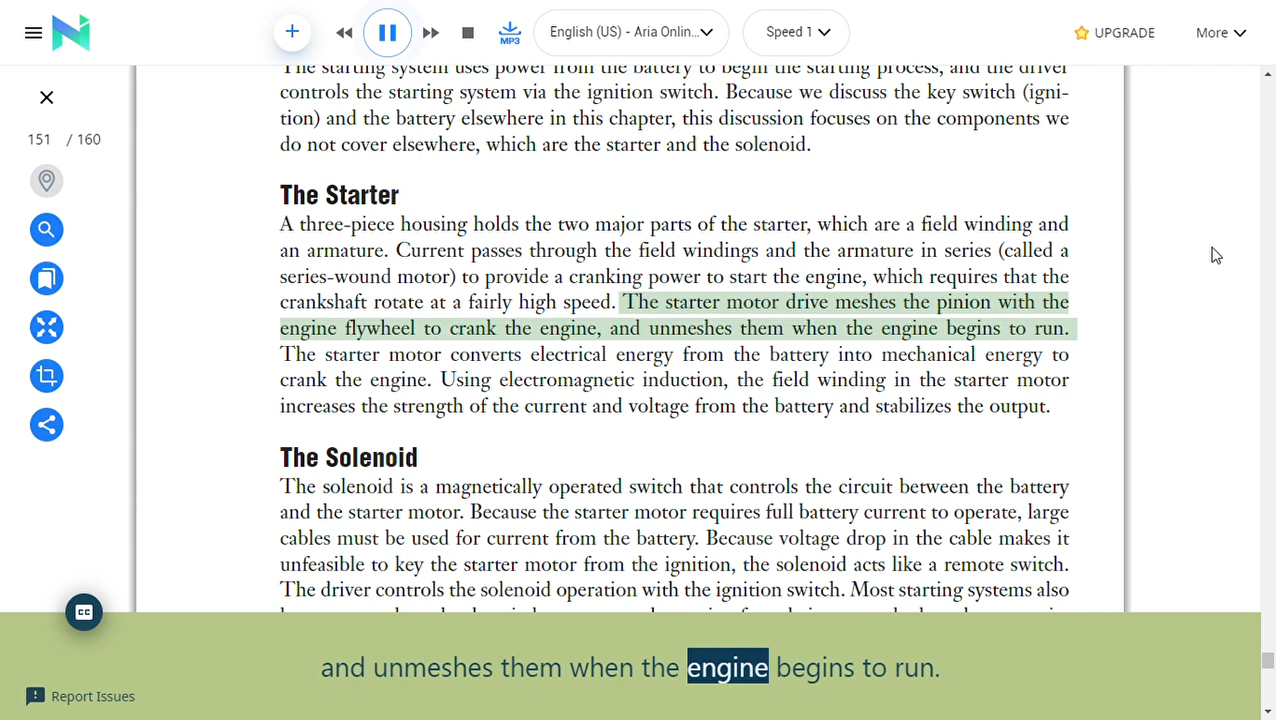 MP3
English (US) - Aria Onlin...
Speed 1
UPGRADE
More
151 / 160
The starting system uses power from the battery to begin the starting process, and the driver
controls the starting system via the ignition switch. Because we discuss the key switch (igni-
tion) and the battery elsewhere in this chapter, this discussion focuses on the components we
do not cover elsewhere, which are the starter and the solenoid.
The Starter
A three-piece housing holds the two major parts of the starter, which are a field winding and
an armature. Current passes through the field windings and the armature in series (called a
series-wound motor) to provide a cranking power to start the engine, which requires that the
crankshaft rotate at a fairly high speed. The starter motor drive meshes the pinion with the
engine flywheel to crank the engine, and unmeshes them when the engine begins to run.
The starter motor converts electrical energy from the battery into mechanical energy to
crank the engine. Using electromagnetic induction, the field winding in the starter motor
increases the strength of the current and voltage from the battery and stabilizes the output.
The Solenoid
The solenoid is a magnetically operated switch that controls the circuit between the battery
and the starter motor. Because the starter motor requires full battery current to operate, large
cables must be used for current from the battery. Because voltage drop in the cable makes it
unfeasible to key the starter motor from the ignition, the solenoid acts like a remote switch.
The driver controls the solenoid operation with the ignition switch. Most starting systems also
CC
and unmeshes them when the engine begins to run.
Report Issues